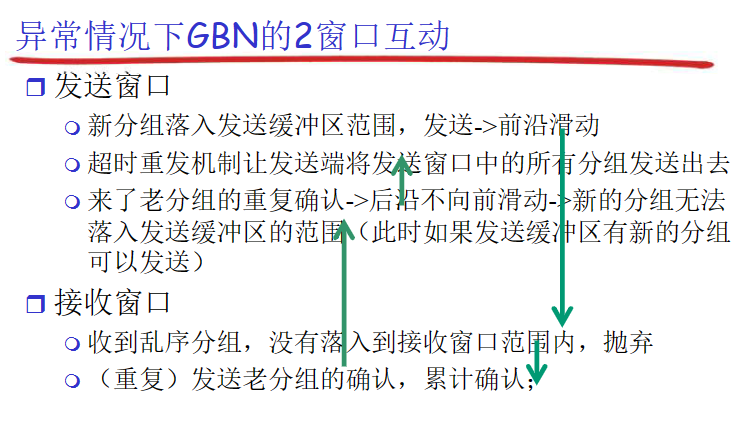 异常情况下GBN的2窗口互动
发送窗口
新分组落入发送缓冲区范围，发送->前沿滑动
超时重发机制让发送端将发送窗口中的所有分组发送出去
来了老分组的重复确认->后沿不向前滑动->新的分组无法
落入发送缓冲区的范围（此时如果发送缓冲区有新的分组
可以发送）
接收窗口
收到乱序分组，没有落入到接收窗口范围内，抛弃
（重复）发送老分组的确认，累计确认；